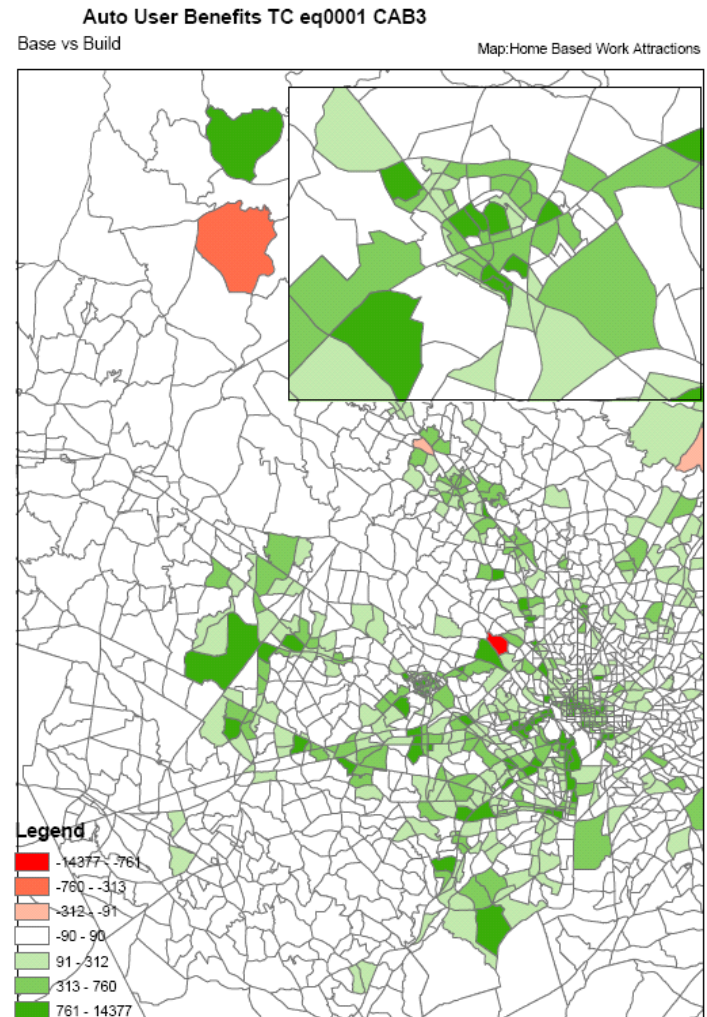 Auto User Benefits TC eq0001 CAB3
Base vs Build
Map:Home Based Work Attractions
Legend
-14377 - -761
-760 - -313
-312 - -91
-90 - 90
91 - 312
313 - 760
761 - 14377